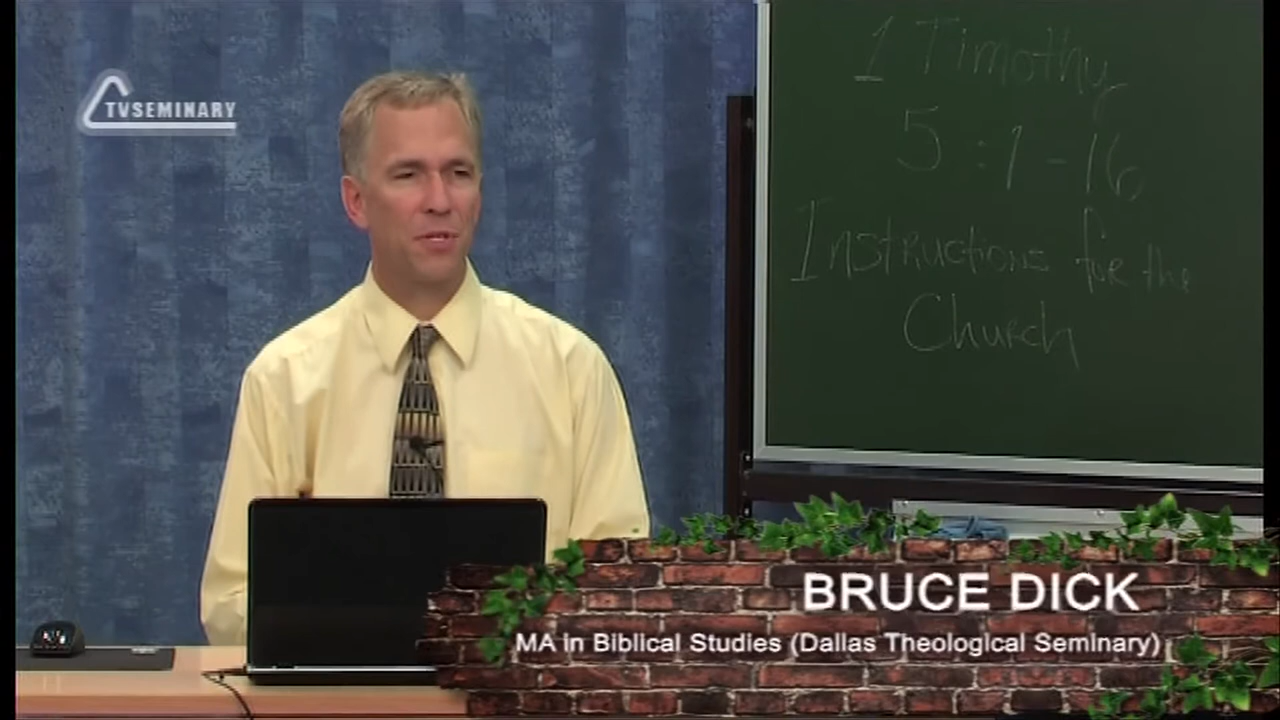 TVSEMINARY
1 Timothy
5:1-16
Instructions for the
Church
BRUCE DICK
MA in Biblical Studies (Dallas Theological Seminary)